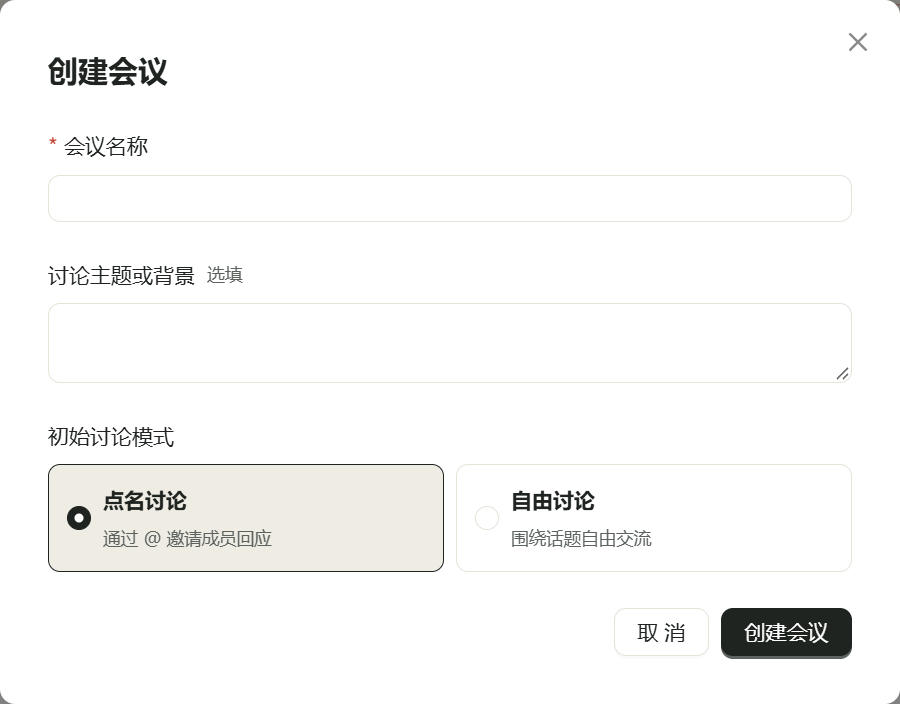 创建会议
* 会议名称
讨论主题或背景 选填
初始讨论模式
点名讨论
通过 @ 邀请成员回应
自由讨论
围绕话题自由交流
取 消
创建会议